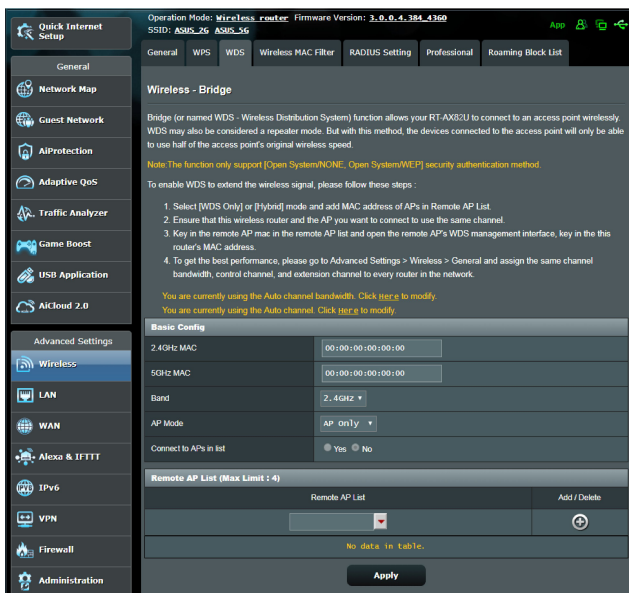 Quick Internet
Setup
General
Network Map
Guest Network
AiProtection
Adaptive QoS
Traffic Analyzer
Game Boost
USB Application
AiCloud 2.0
Advanced Settings
Wireless
LAN
WAN
Alexa & IFTTT
IPv6
VPN
Firewall
Administration
Operation Mode: Wireless router Firmware Version: 3.0.0.4.384_4360
SSID: ASUS_2G ASUS_5G
App
General WPS WDS Wireless MAC Filter RADIUS Setting Professional Roaming Block List
Wireless - Bridge
Bridge (or named WDS - Wireless Distribution System) function allows your RT-AX82U to connect to an access point wirelessly.
WDS may also be considered a repeater mode. But with this method, the devices connected to the access point will only be able
to use half of the access point's original wireless speed.
Note:The function only support [Open System/NONE, Open System/WEP] security authentication method.
To enable WDS to extend the wireless signal, please follow these steps :
1. Select [WDS Only] or [Hybrid] mode and add MAC address of APs in Remote AP List.
2. Ensure that this wireless router and the AP you want to connect to use the same channel.
3. Key in the remote AP mac in the remote AP list and open the remote AP's WDS management interface, key in the this
router's MAC address.
4. To get the best performance, please go to Advanced Settings > Wireless > General and assign the same channel
bandwidth, control channel, and extension channel to every router in the network.
You are currently using the Auto channel bandwidth. Click Here to modify.
You are currently using the Auto channel. Click Here to modify.
Basic Config
2.4GHz MAC 00:00:00:00:00:00
5GHz MAC 00:00:00:00:00:00
Band 2.4GHz
AP Mode AP Only
Connect to APs in list Yes No
Remote AP List (Max Limit : 4)
Remote AP List Add / Delete
No data in table.
Apply